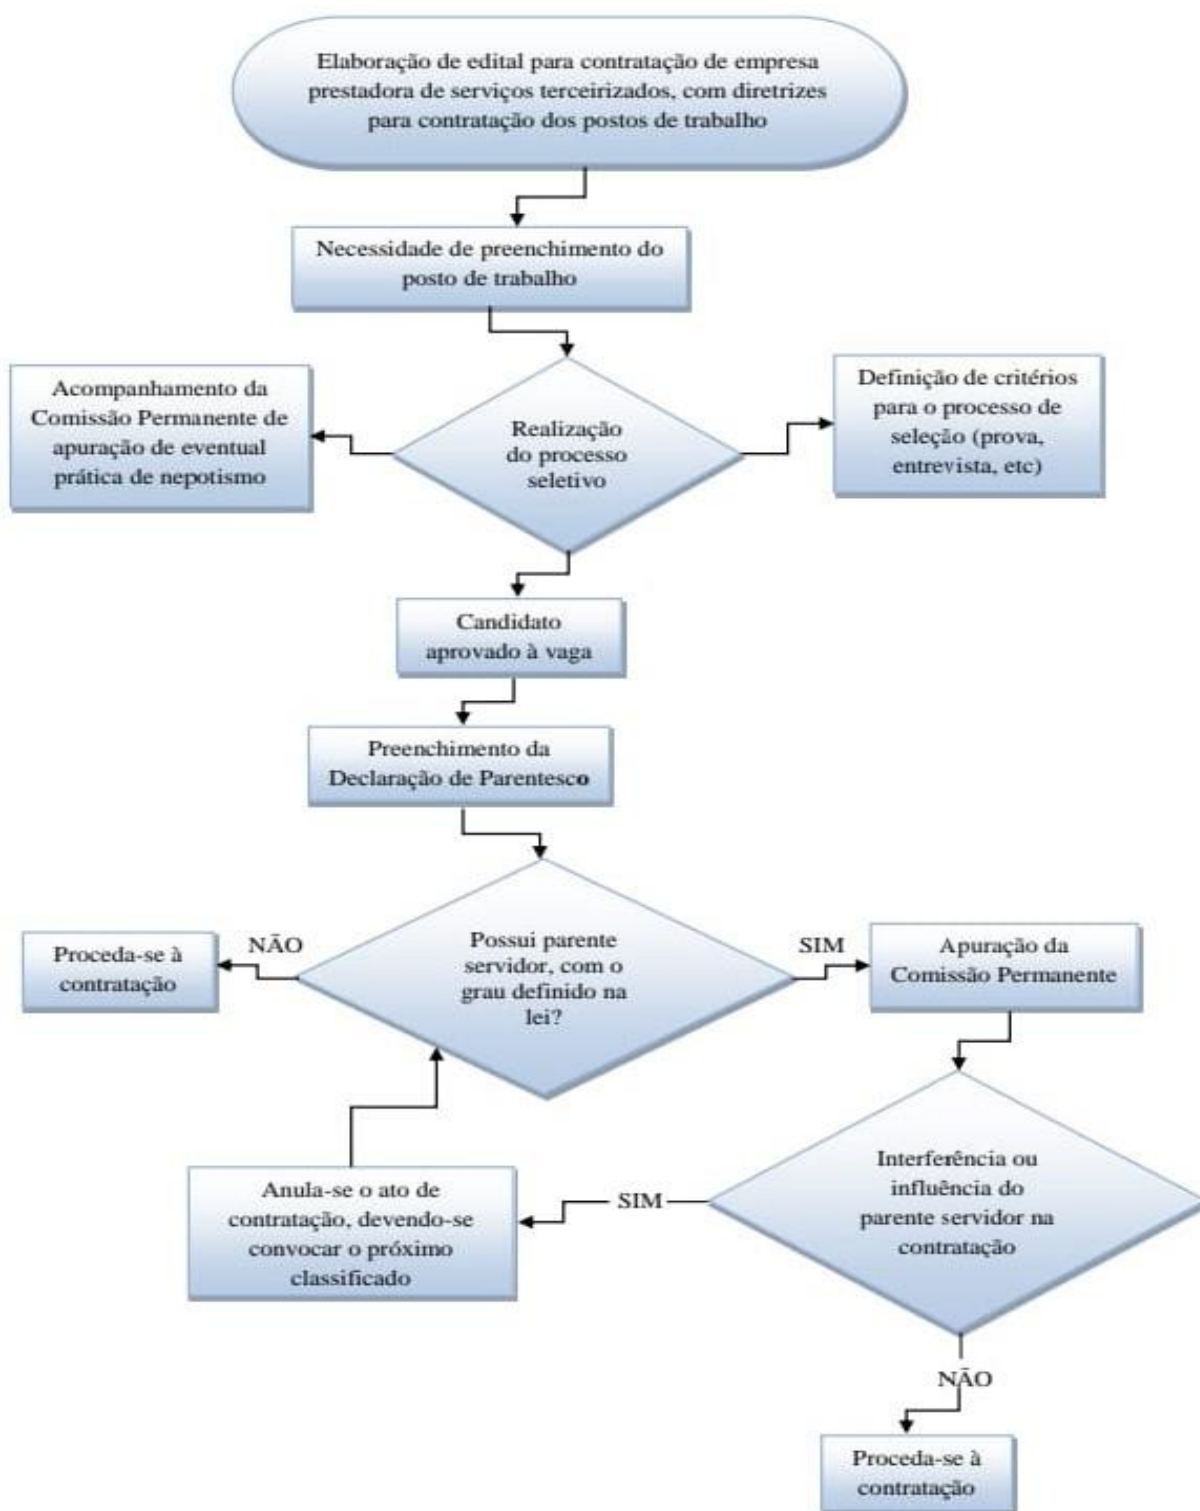 Elaboração de edital para contratação de empresa
prestadora de serviços terceirizados, com diretrizes
para contratação dos postos de trabalho
Necessidade de preenchimento do
posto de trabalho
Acompanhamento da
Comissão Permanente de
apuração de eventual
prática de nepotismo
Realização
do processo
seletivo
Definição de critérios
para o processo de
seleção (prova,
entrevista, etc)
Candidato
aprovado à vaga
Preenchimento da
Declaração de Parentesco
Possui parente
servidor, com o
grau definido na
lei?
NÃO
Proceda-se à
contratação
SIM
Apuração da
Comissão Permanente
Interferência ou
influência do
parente servidor na
contratação
SIM
Anula-se o ato de
contratação, devendo-se
convocar o próximo
classificado
NÃO
Proceda-se à
contratação